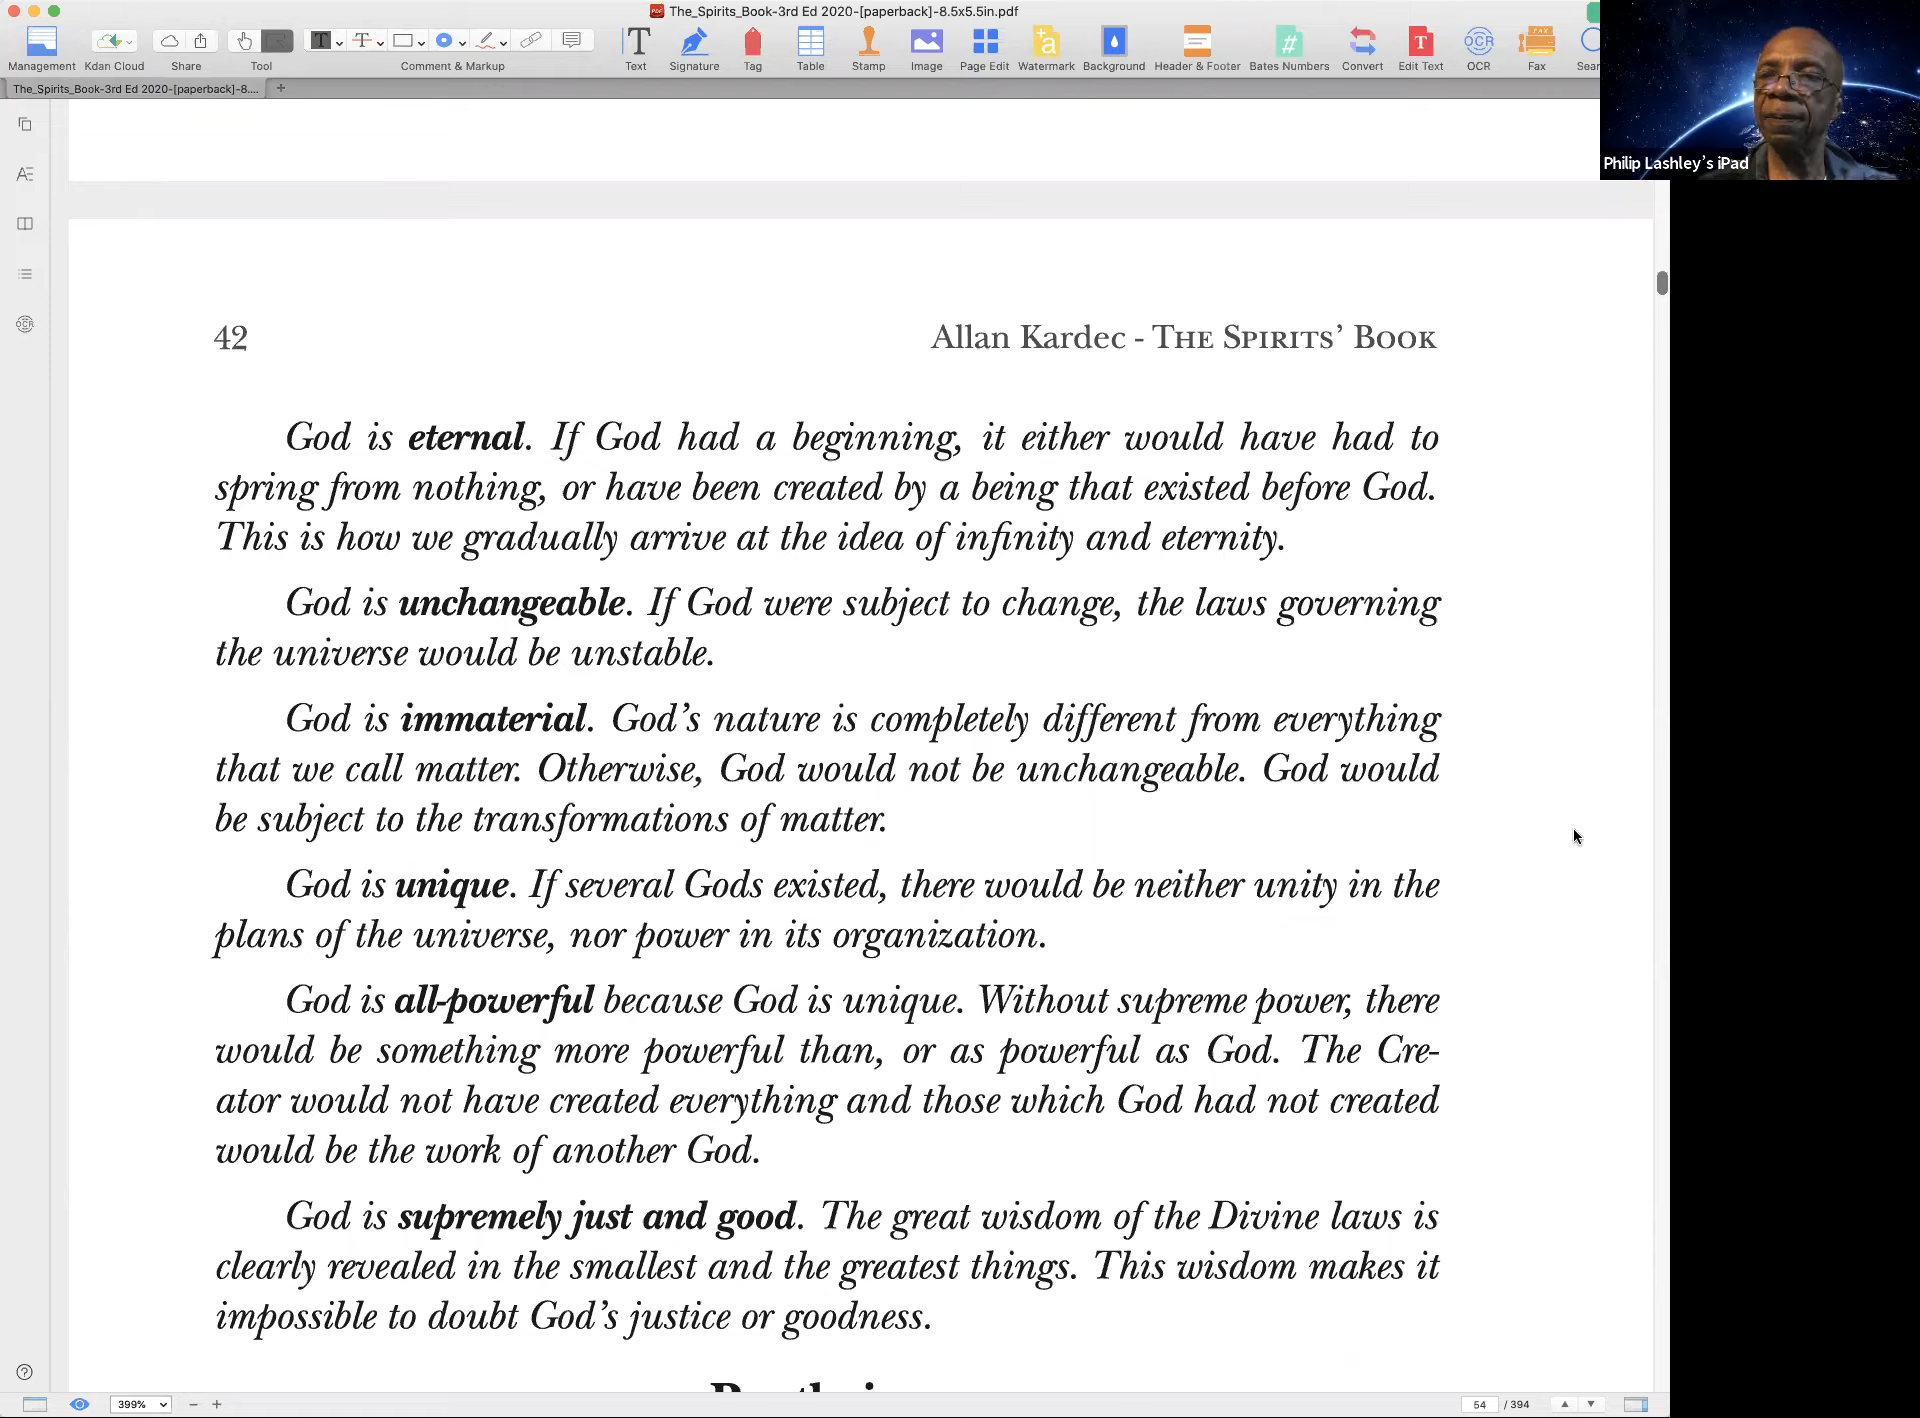 The_Spirits_Book-3rd Ed 2020-[paperback]-8.5x5.5in.pdf
Management Kdan Cloud Share Tool Comment & Markup Text Signature Tag Table Stamp Image Page Edit Watermark Background Header & Footer Bates Numbers Convert Edit Text OCR Fax
The_Spirits_Book-3rd Ed 2020-[paperback]-8....
Philip Lashley's iPad
42 Allan Kardec - THE SPIRITS' BOOK
God is eternal. If God had a beginning, it either would have had to
spring from nothing, or have been created by a being that existed before God.
This is how we gradually arrive at the idea of infinity and eternity.
God is unchangeable. If God were subject to change, the laws governing
the universe would be unstable.
God is immaterial. God's nature is completely different from everything
that we call matter. Otherwise, God would not be unchangeable. God would
be subject to the transformations of matter.
God is unique. If several Gods existed, there would be neither unity in the
plans of the universe, nor power in its organization.
God is all-powerful because God is unique. Without supreme power, there
would be something more powerful than, or as powerful as God. The Cre-
ator would not have created everything and those which God had not created
would be the work of another God.
God is supremely just and good. The great wisdom of the Divine laws is
clearly revealed in the smallest and the greatest things. This wisdom makes it
impossible to doubt God's justice or goodness.
399% 54 / 394